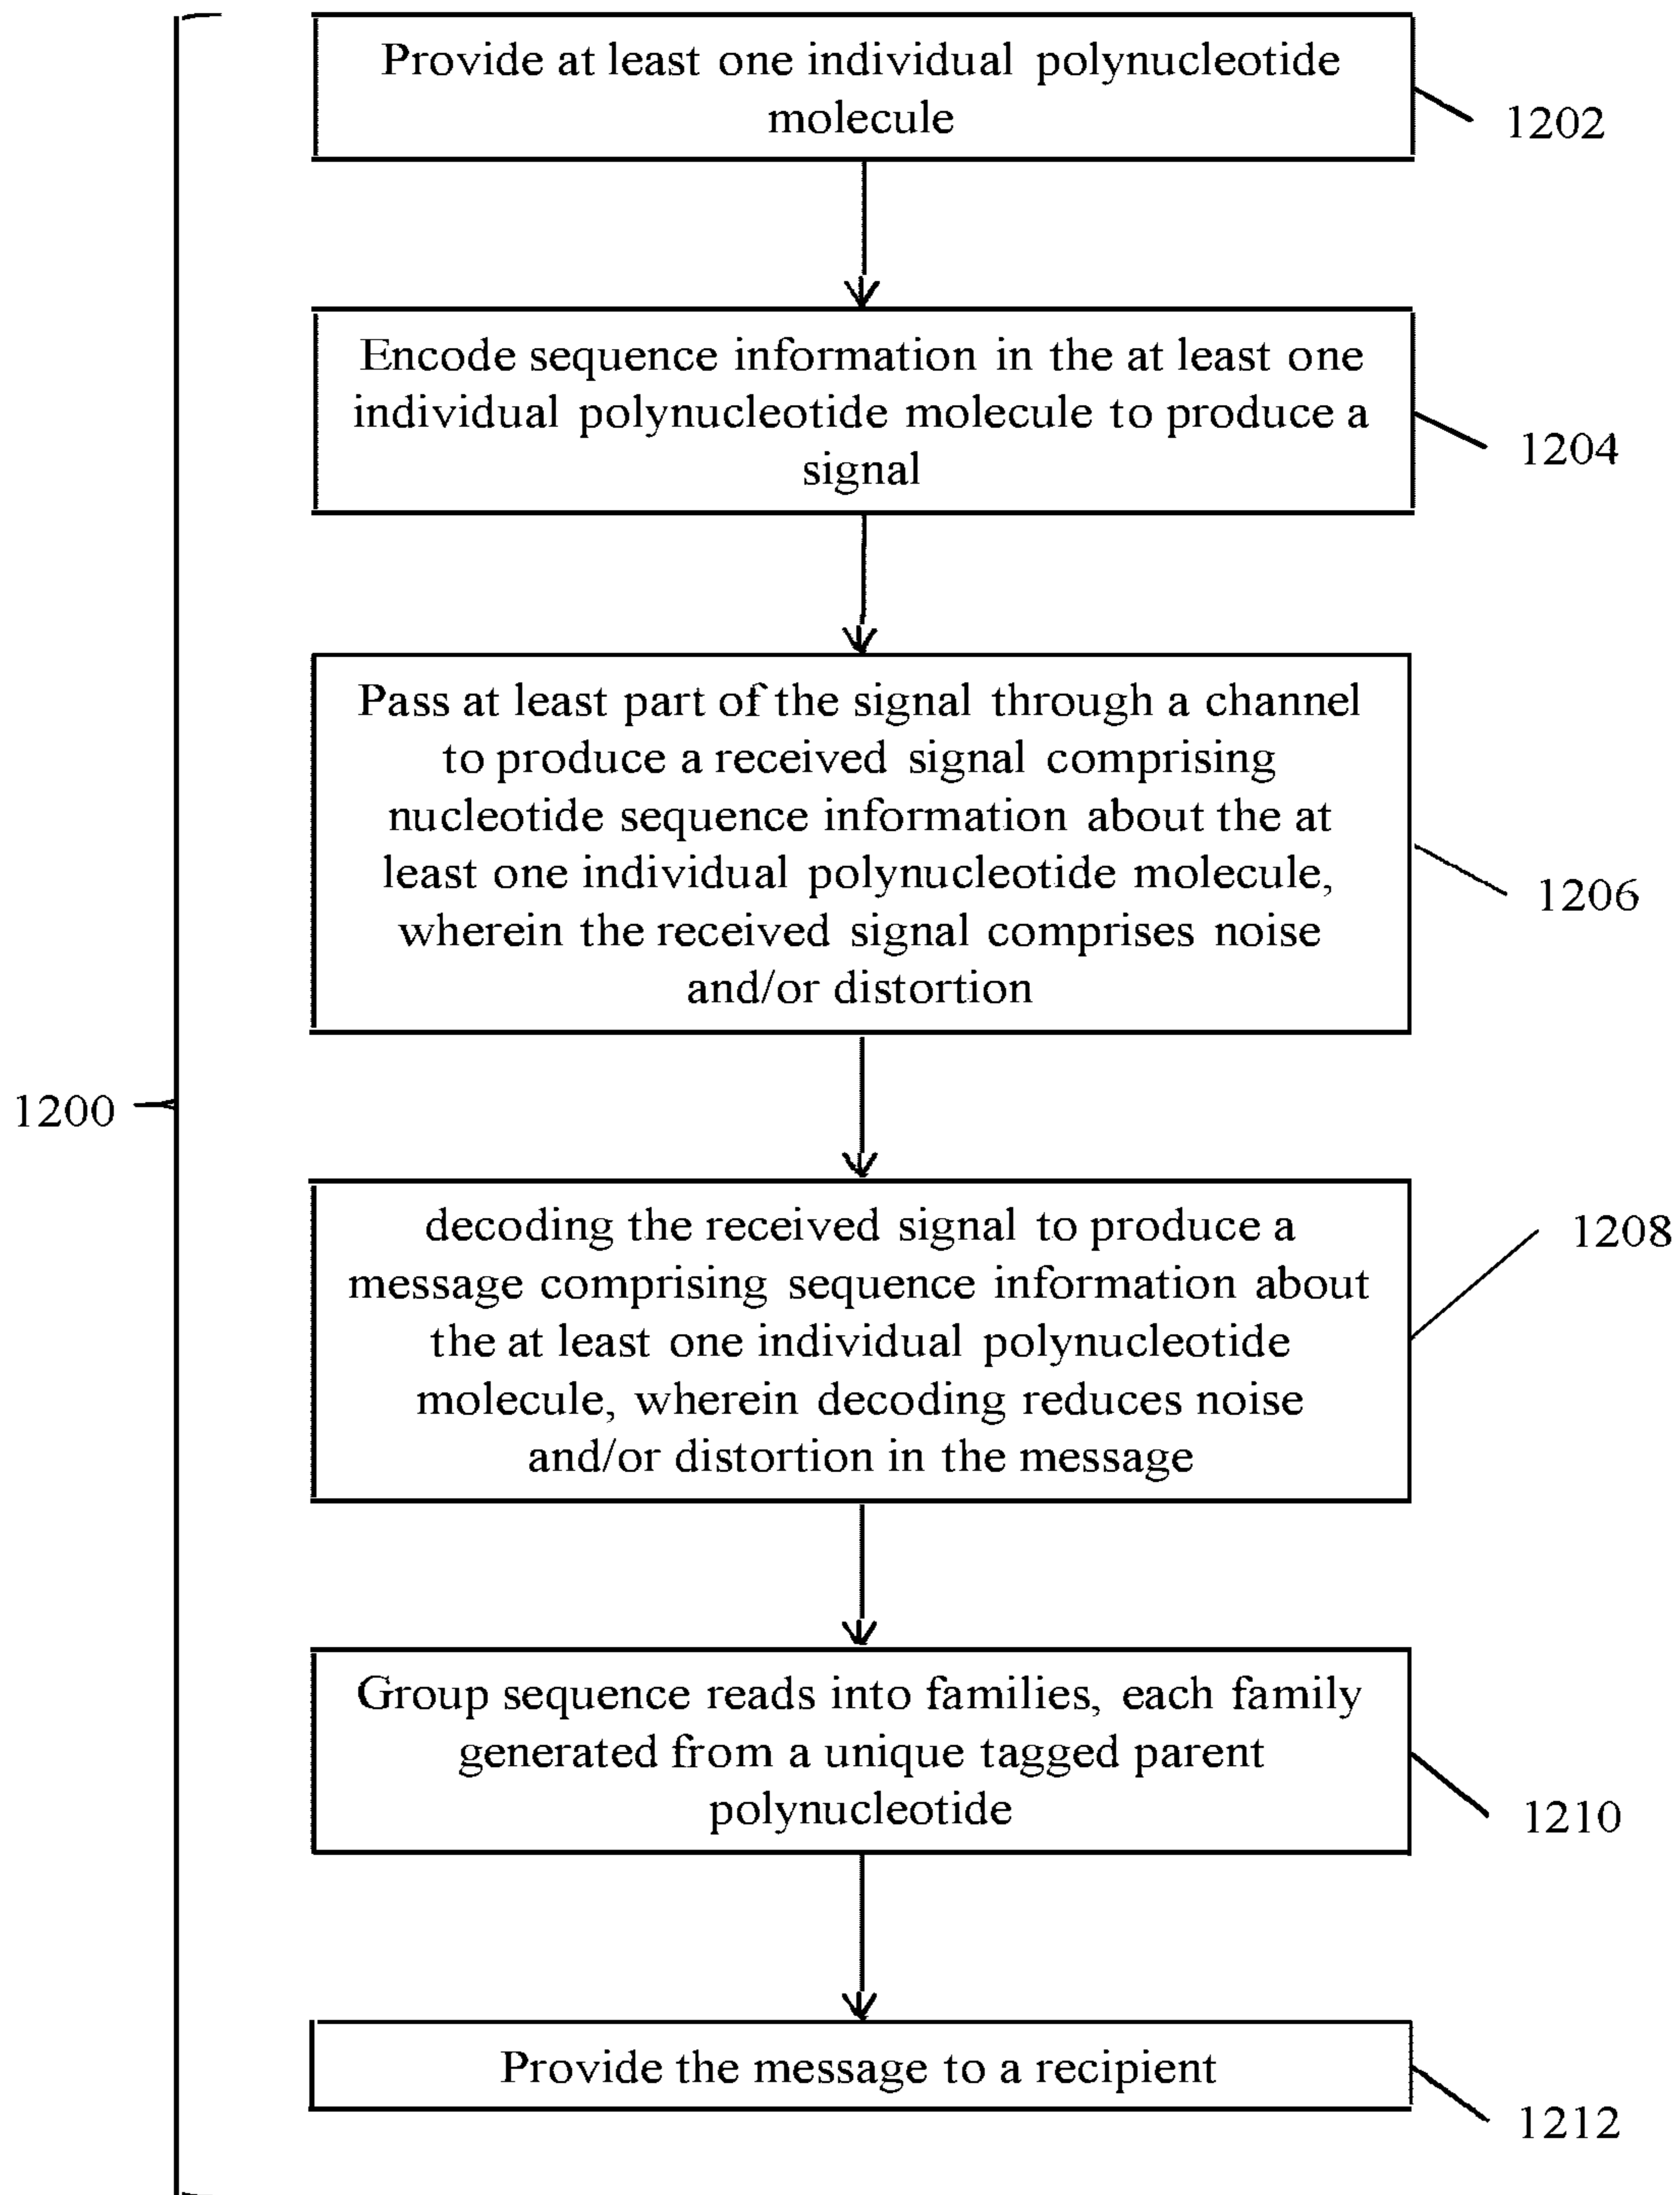 Provide at least one individual polynucleotide
molecule
1202
Encode sequence information in the at least one
individual polynucleotide molecule to produce a
signal
1204
Pass at least part of the signal through a channel
to produce a received signal comprising
nucleotide sequence information about the at
least one individual polynucleotide molecule,
wherein the received signal comprises noise
and/or distortion
1206
1200
decoding the received signal to produce a
message comprising sequence information about
the at least one individual polynucleotide
molecule, wherein decoding reduces noise
and/or distortion in the message
1208
Group sequence reads into families, each family
generated from a unique tagged parent
polynucleotide
1210
Provide the message to a recipient
1212